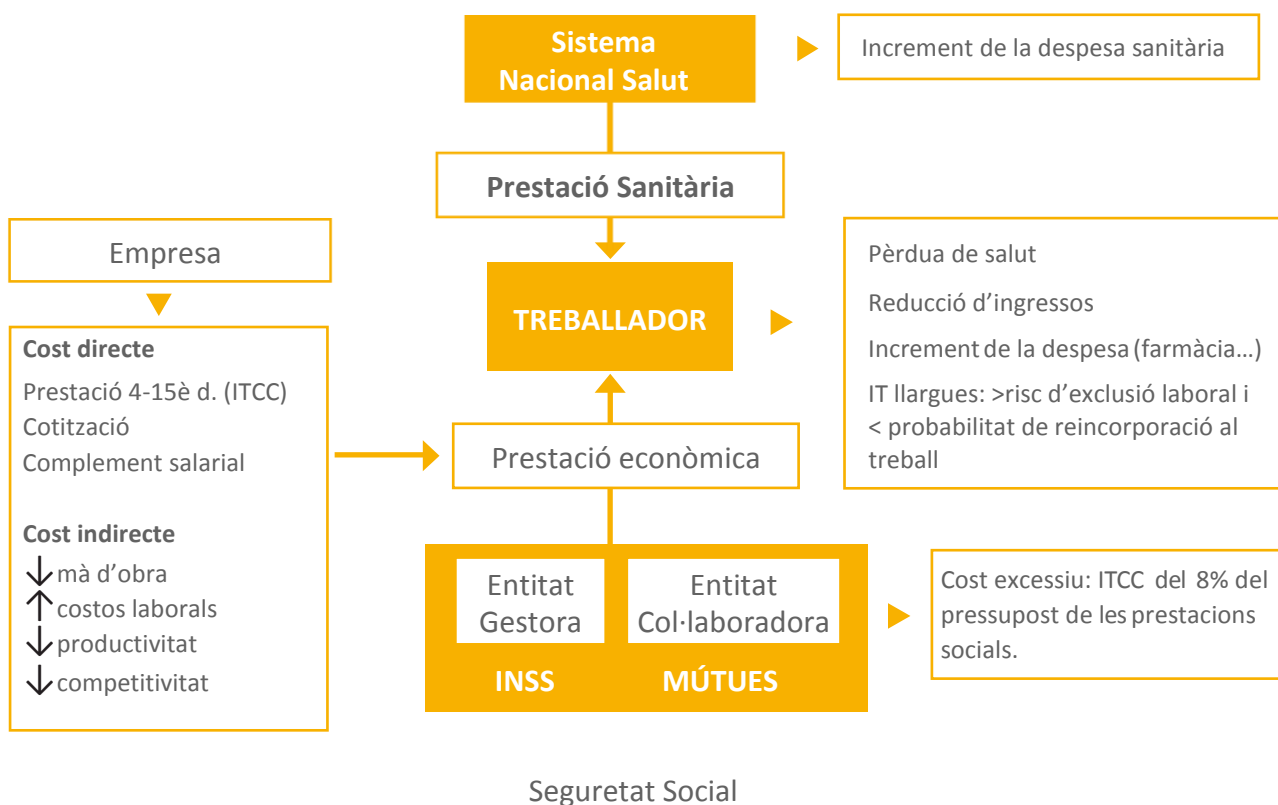 Sistema
Nacional Salut
Increment de la despesa sanitària
Prestació Sanitària
Empresa
TREBALLADOR
Pèrdua de salut
Reducció d’ingressos
Increment de la despesa (farmàcia…)
IT llargues: >risc d’exclusió laboral i
< probabilitat de reincorporació al
treball
Cost directe
Prestació 4-15è d. (ITCC)
Cotització
Complement salarial
Cost indirecte
↓ mà d’obra
↑ costos laborals
↓ productivitat
↓ competitivitat
Prestació econòmica
Entitat
Gestora
INSS
Entitat
Col·laboradora
MÚTUES
Cost excessiu: ITCC del 8% del
pressupost de les prestacions
socials.
Seguretat Social